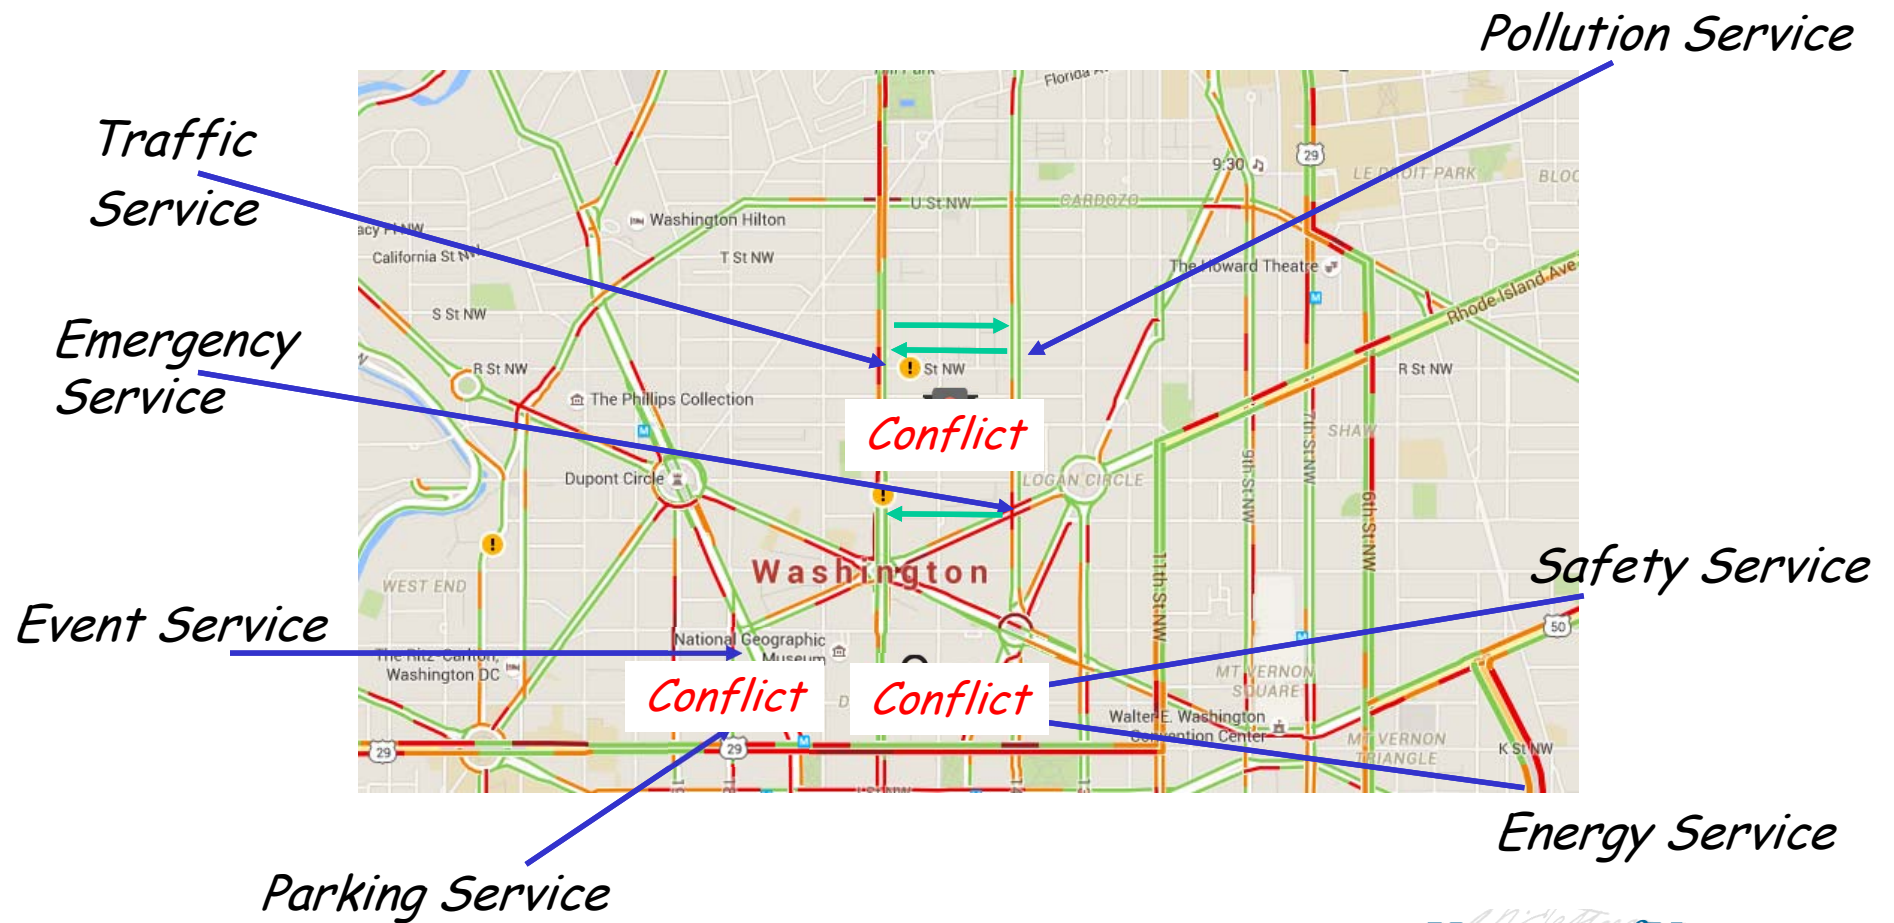 Pollution Service
Florida A
Traffic
Service
9:30
29
LE DROIT PARK
BLOO
U St NW
CARDOZO
Washington Hilton
California St NW
T St NW
The Howard Theatre
M
Rhode Island Ave
S St NW
Emergency
Service
R St NW
St NW
R St NW
The Phillips Collection
M
Conflict
7th St NW
SHAW
9th St NW
Dupont Circle
LOGAN CIRCLE
6th St NW
Washington
11th St NW
WEST END
Safety Service
Event Service
National Geographic
Museum
50
M
The Ritz-Carlton,
Washington DC
MT VERNON
SQUARE
Conflict
D
Conflict
Walter E. Washington
Convention Center
MT VERNON
TRIANGLE
K St NW
29
29
M
Energy Service
Parking Service